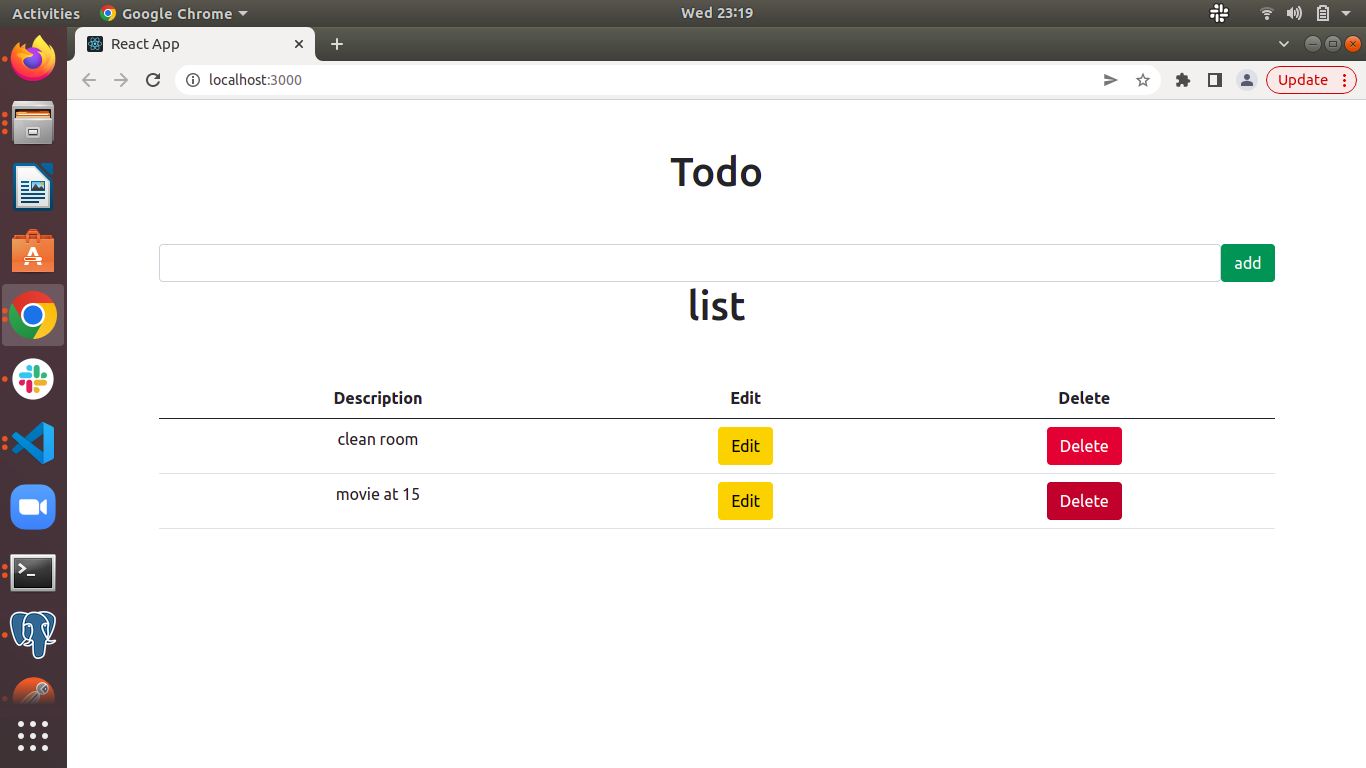 Activities Google Chrome Wed 23:19
React App
localhost:3000 Update
Todo
add
list
Description Edit Delete
clean room Edit Delete
movie at 15 Edit Delete